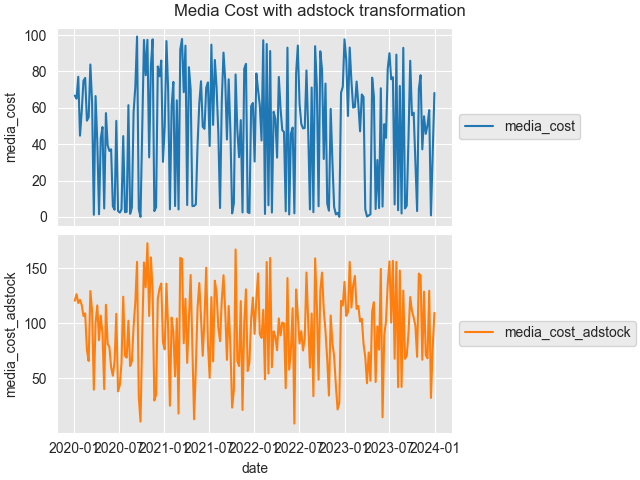 Media Cost with adstock transformation
100
80
60
40
20
0
media_cost
media_cost
150
100
50
media_cost_adstock
media_cost_adstock
2020-01 2020-07 2021-01 2021-07 2022-01 2022-07 2023-01 2023-07 2024-01
date